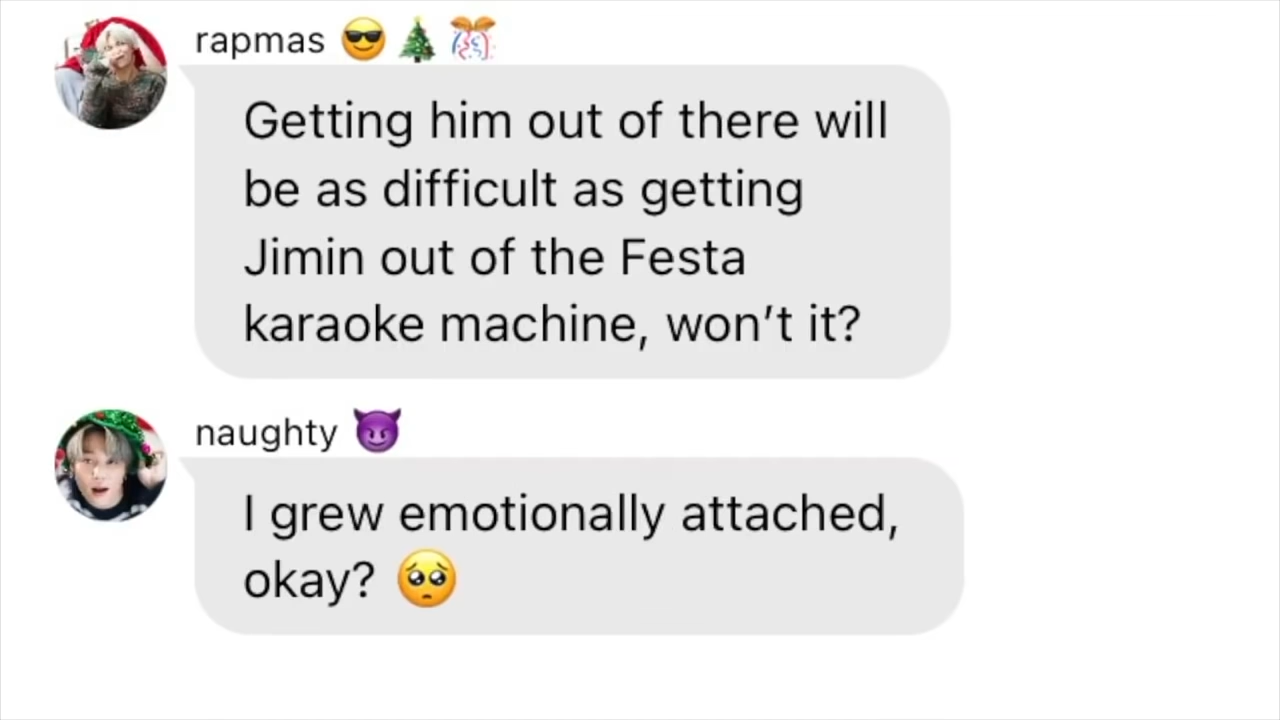 rapmas 😎🎄🎊
Getting him out of there will
be as difficult as getting
Jimin out of the Festa
karaoke machine, won’t it?
naughty 😈
I grew emotionally attached,
okay? 🥺